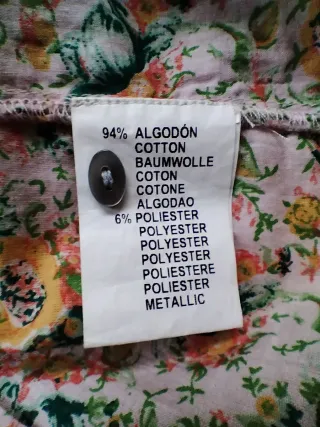 94% ALGODÓN
COTTON
BAUMWOLLE
COTON
COTONE
ALGODAO
6% POLIESTER
POLYESTER
POLYESTER
POLYESTER
POLIESTERE
POLIESTER
METALLIC